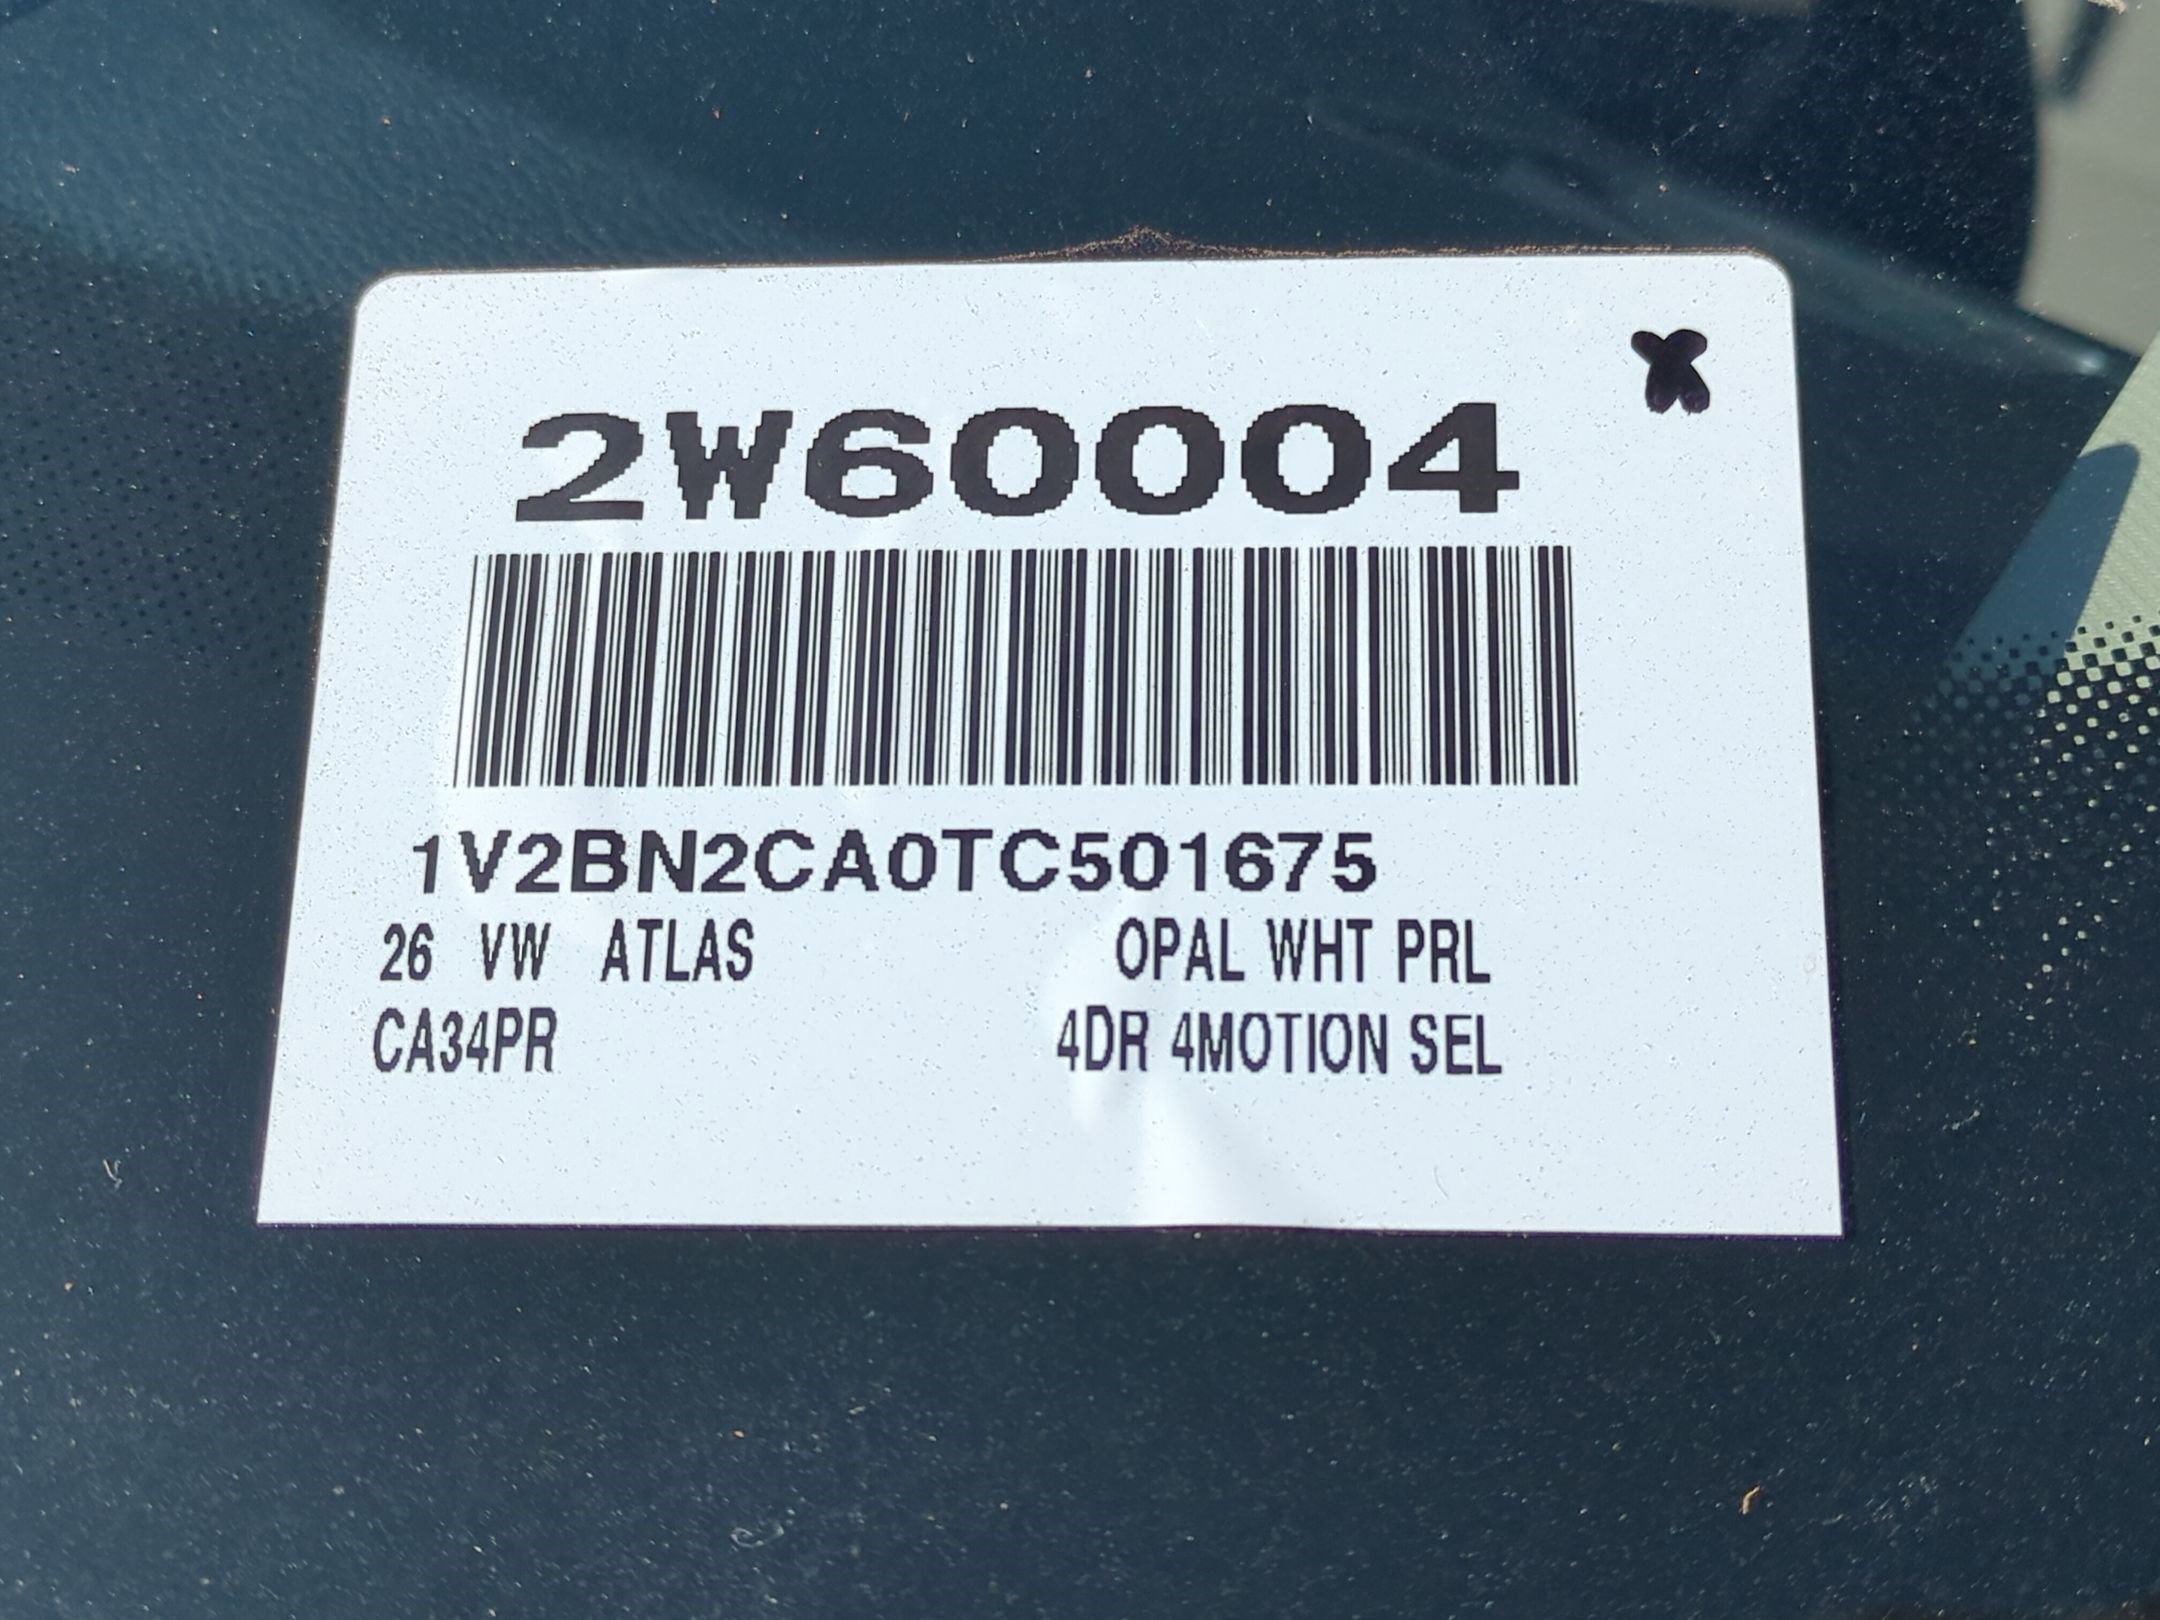 2W60004
1V2BN2CA0TC501675
26 VW ATLAS OPAL WHT PRL
CA34PR 4DR 4MOTION SEL